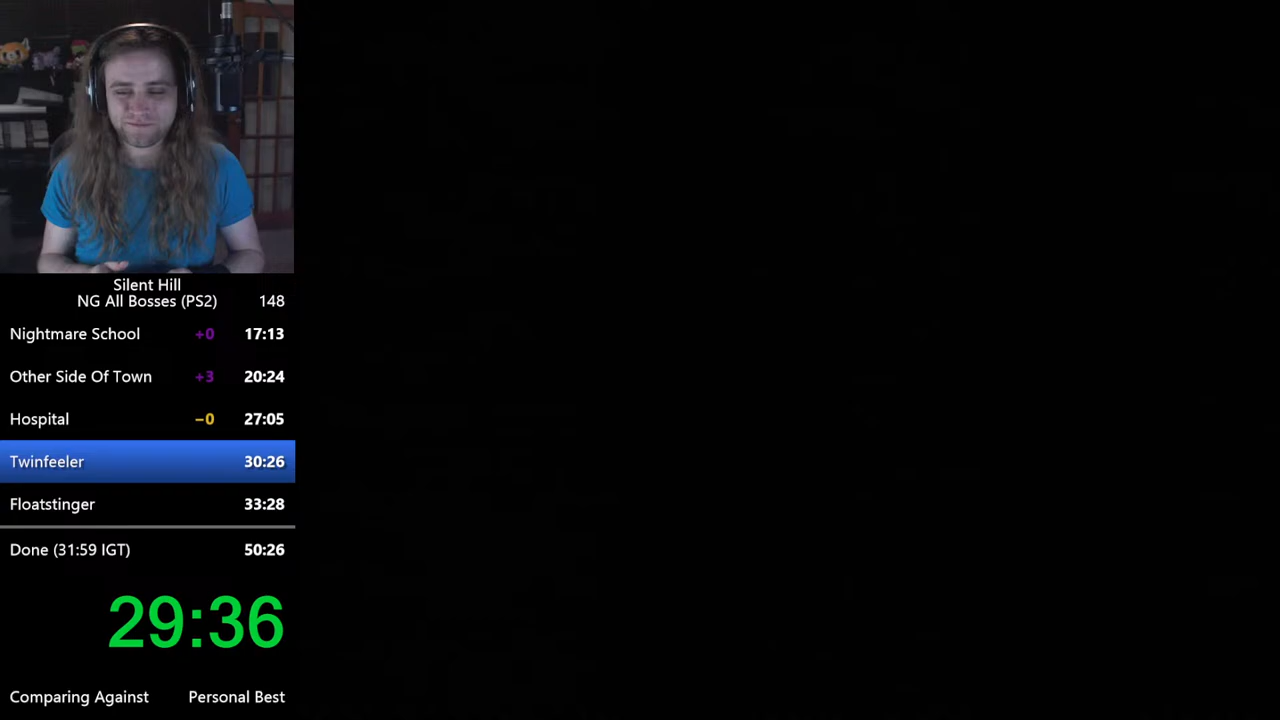 Silent Hill
NG All Bosses (PS2) 148
Nightmare School +0 17:13
Other Side Of Town +3 20:24
Hospital −0 27:05
Twinfeeler 30:26
Floatstinger 33:28
Done (31:59 IGT) 50:26
29:36
Comparing Against Personal Best